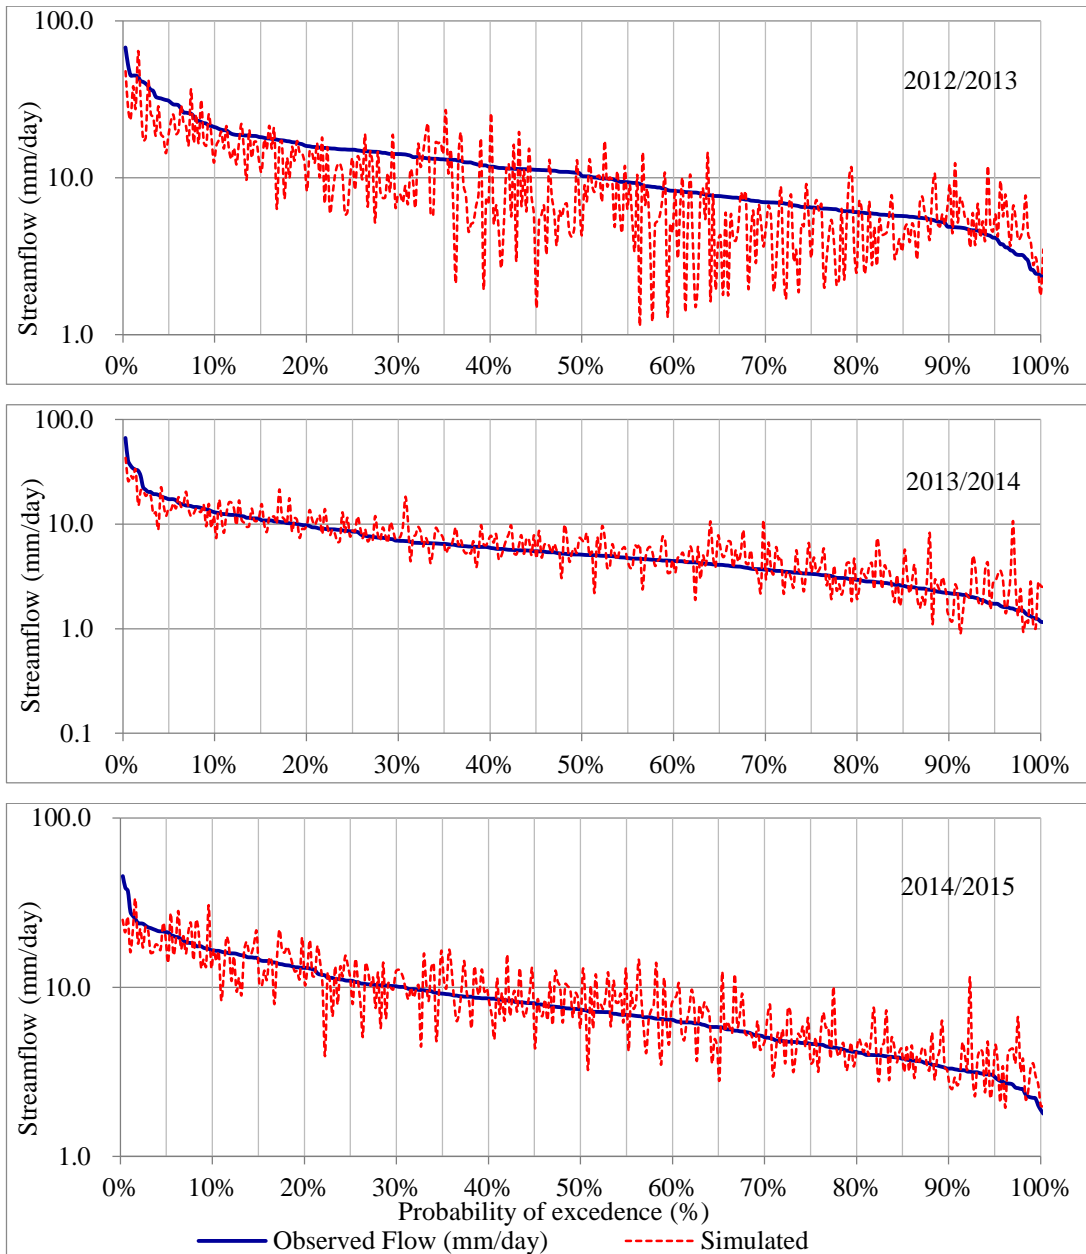 100.0
2012/2013
10.0
1.0
Streamflow (mm/day)
0% 10% 20% 30% 40% 50% 60% 70% 80% 90% 100%
100.0
2013/2014
10.0
1.0
0.1
Streamflow (mm/day)
0% 10% 20% 30% 40% 50% 60% 70% 80% 90% 100%
100.0
2014/2015
10.0
1.0
Streamflow (mm/day)
0% 10% 20% 30% 40% 50% 60% 70% 80% 90% 100%
Probability of excedence (%)
Observed Flow (mm/day) Simulated